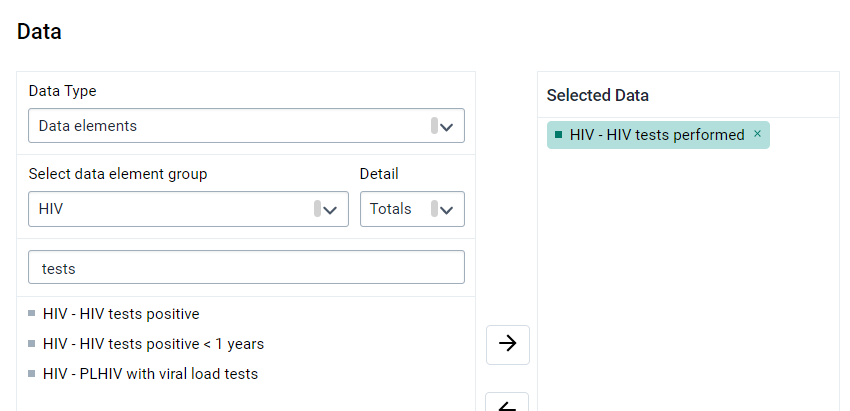 Data
Data Type
Data elements
Select data element group
Detail
HIV
Totals
tests
HIV - HIV tests positive
HIV - HIV tests positive < 1 years
HIV - PLHIV with viral load tests
Selected Data
HIV - HIV tests performed ×